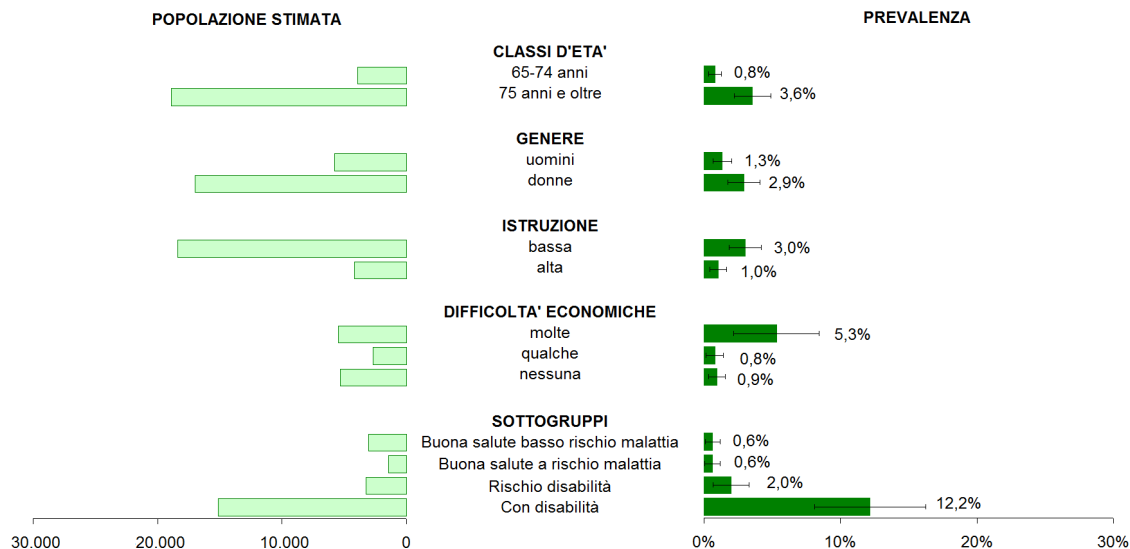 POPOLAZIONE STIMATA
PREVALENZA
CLASSI D'ETA'
65-74 anni 0,8%
75 anni e oltre 3,6%
GENERE
uomini 1,3%
donne 2,9%
ISTRUZIONE
bassa 3,0%
alta 1,0%
DIFFICOLTA' ECONOMICHE
molte 5,3%
qualche 0,8%
nessuna 0,9%
SOTTOGRUPPI
Buona salute basso rischio malattia 0,6%
Buona salute a rischio malattia 0,6%
Rischio disabilità 2,0%
Con disabilità 12,2%
30.000 20.000 10.000 0 0% 10% 20% 30%